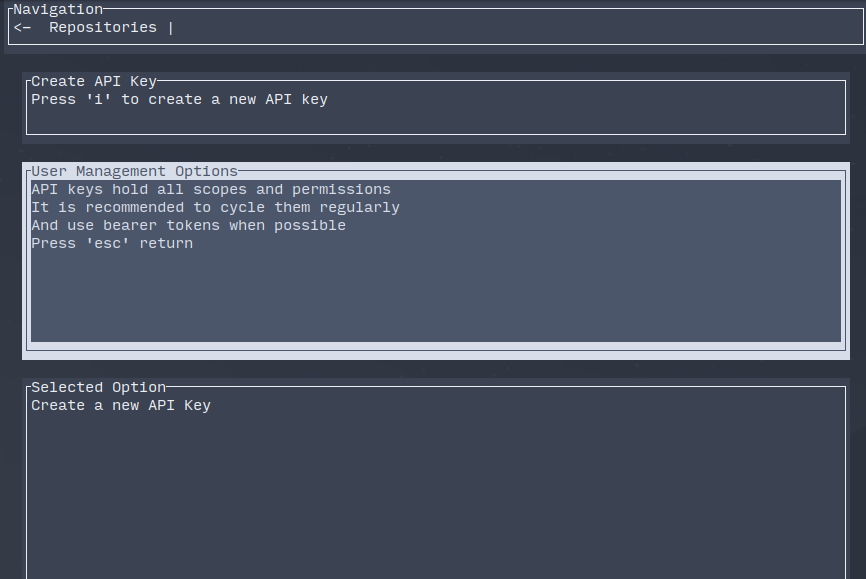 Navigation
<– Repositories |
Create API Key
Press 'i' to create a new API key
User Management Options
API keys hold all scopes and permissions
It is recommended to cycle them regularly
And use bearer tokens when possible
Press 'esc' return
Selected Option
Create a new API Key